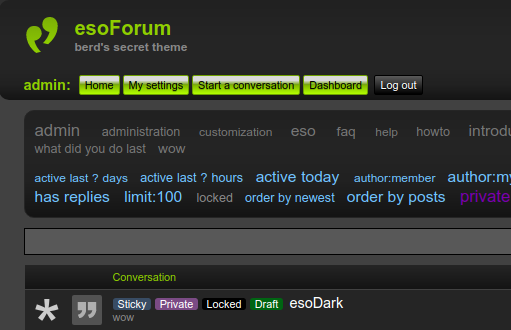 esoForum
berd's secret theme
admin: Home My settings Start a conversation Dashboard Log out
admin administration customization eso faq help howto introdu
what did you do last wow
active last ? days active last ? hours active today author:member author:my
has replies limit:100 locked order by newest order by posts private
Conversation
Sticky Private Locked Draft esoDark
wow